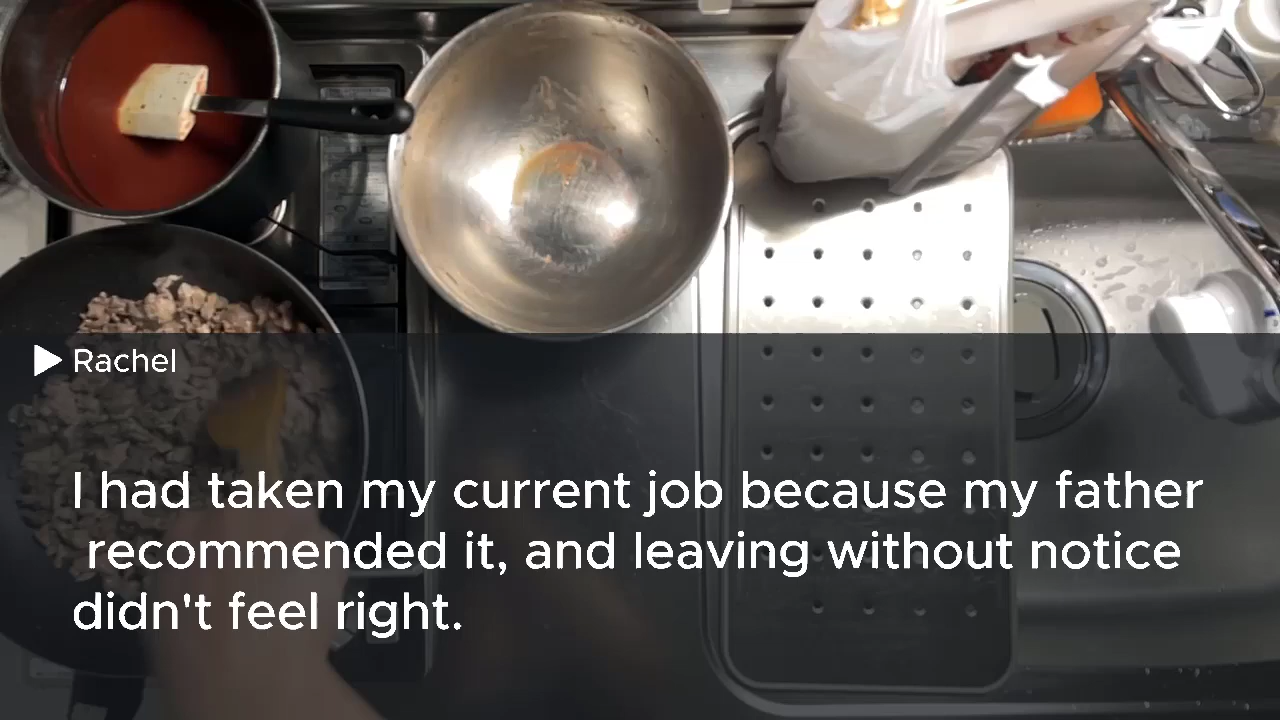 Rachel
I had taken my current job because my father
recommended it, and leaving without notice
didn't feel right.